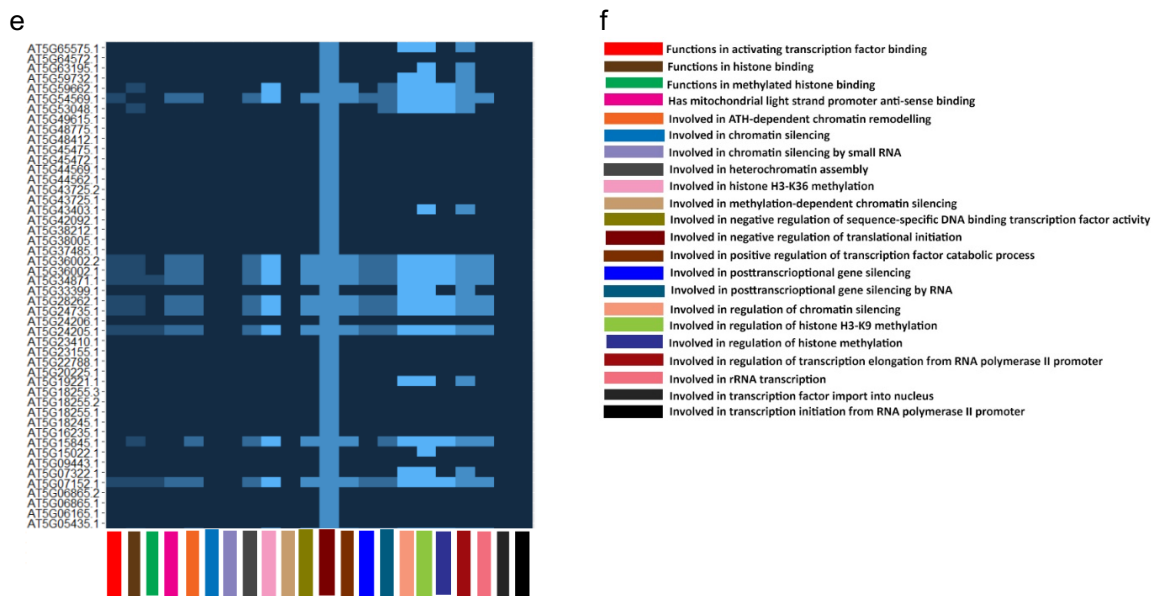 e
AT5G65575.1
AT5G64572.1
AT5G63195.1
AT5G59732.1
AT5G59662.1
AT5G54569.1
AT5G53048.1
AT5G49615.1
AT5G48775.1
AT5G48412.1
AT5G45475.1
AT5G45472.1
AT5G44569.1
AT5G44562.1
AT5G43725.2
AT5G43725.1
AT5G43403.1
AT5G42092.1
AT5G38212.1
AT5G38005.1
AT5G37485.1
AT5G36002.2
AT5G36002.1
AT5G34871.1
AT5G33399.1
AT5G28262.1
AT5G24735.1
AT5G24206.1
AT5G24205.1
AT5G23410.1
AT5G23155.1
AT5G22788.1
AT5G20225.1
AT5G19221.1
AT5G18255.3
AT5G18255.2
AT5G18255.1
AT5G18245.1
AT5G16235.1
AT5G15845.1
AT5G15022.1
AT5G09443.1
AT5G07322.1
AT5G07152.1
AT5G06865.2
AT5G06865.1
AT5G06165.1
AT5G05435.1
f
Functions in activating transcription factor binding
Functions in histone binding
Functions in methylated histone binding
Has mitochondrial light strand promoter anti-sense binding
Involved in ATH-dependent chromatin remodelling
Involved in chromatin silencing
Involved in chromatin silencing by small RNA
Involved in heterochromatin assembly
Involved in histone H3-K36 methylation
Involved in methylation-dependent chromatin silencing
Involved in negative regulation of sequence-specific DNA binding transcription factor activity
Involved in negative regulation of translational initiation
Involved in positive regulation of transcription factor catabolic process
Involved in posttranscrioptional gene silencing
Involved in posttranscrioptional gene silencing by RNA
Involved in regulation of chromatin silencing
Involved in regulation of histone H3-K9 methylation
Involved in regulation of histone methylation
Involved in regulation of transcription elongation from RNA polymerase II promoter
Involved in rRNA transcription
Involved in transcription factor import into nucleus
Involved in transcription initiation from RNA polymerase II promoter